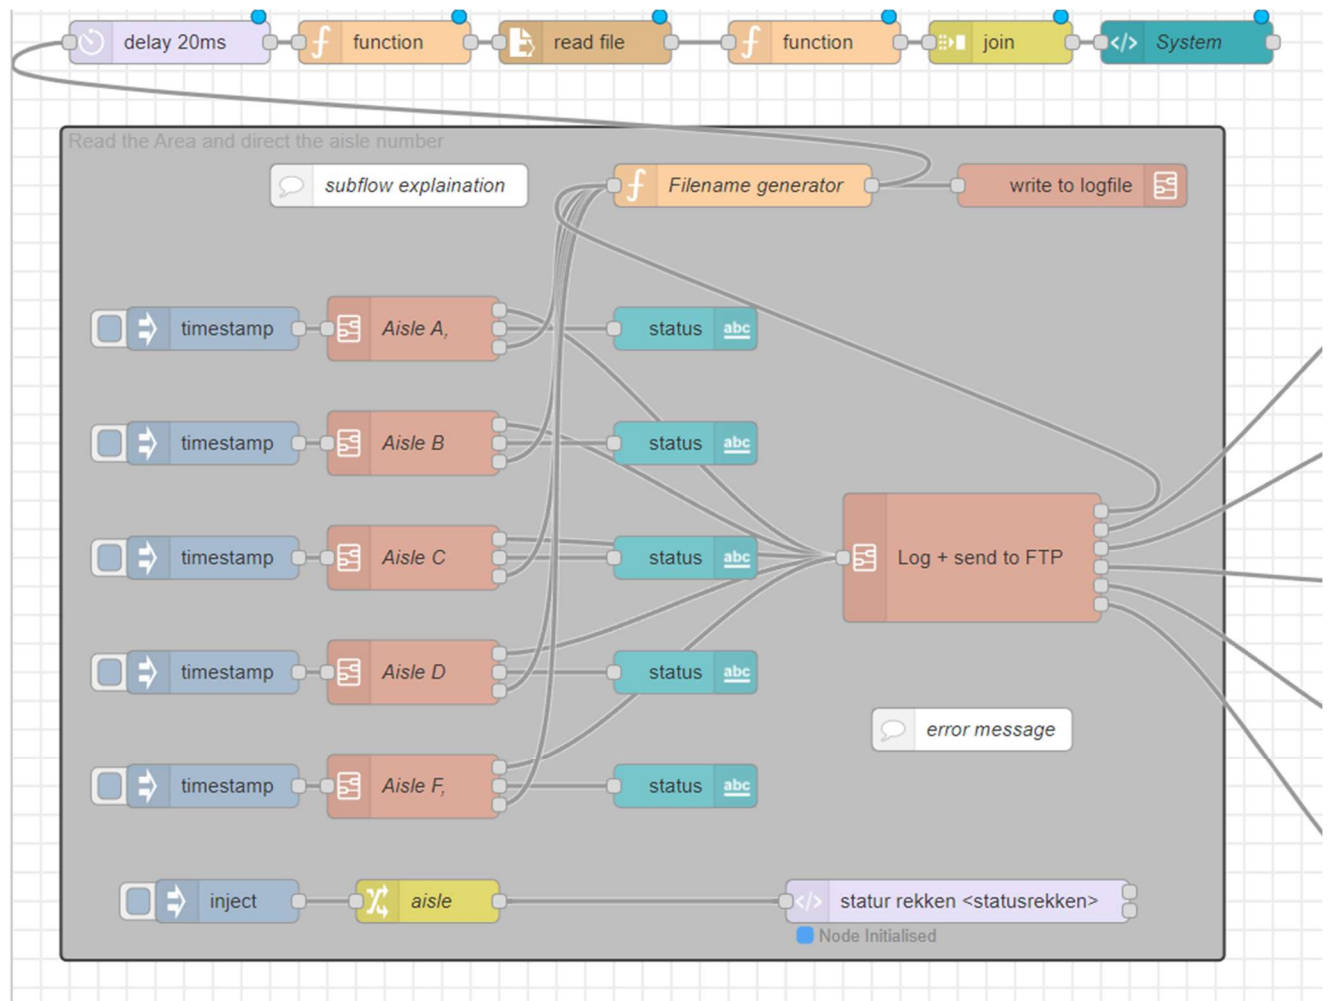 delay 20ms
function
read file
function
join
System
Read the Area and direct the aisle number
subflow explaination
Filename generator
write to logfile
timestamp
Aisle A,
status
abc
timestamp
Aisle B
status
abc
timestamp
Aisle C
status
abc
Log + send to FTP
timestamp
Aisle D
status
abc
error message
timestamp
Aisle F,
status
abc
inject
aisle
statur rekken <statusrekken>
Node Initialised